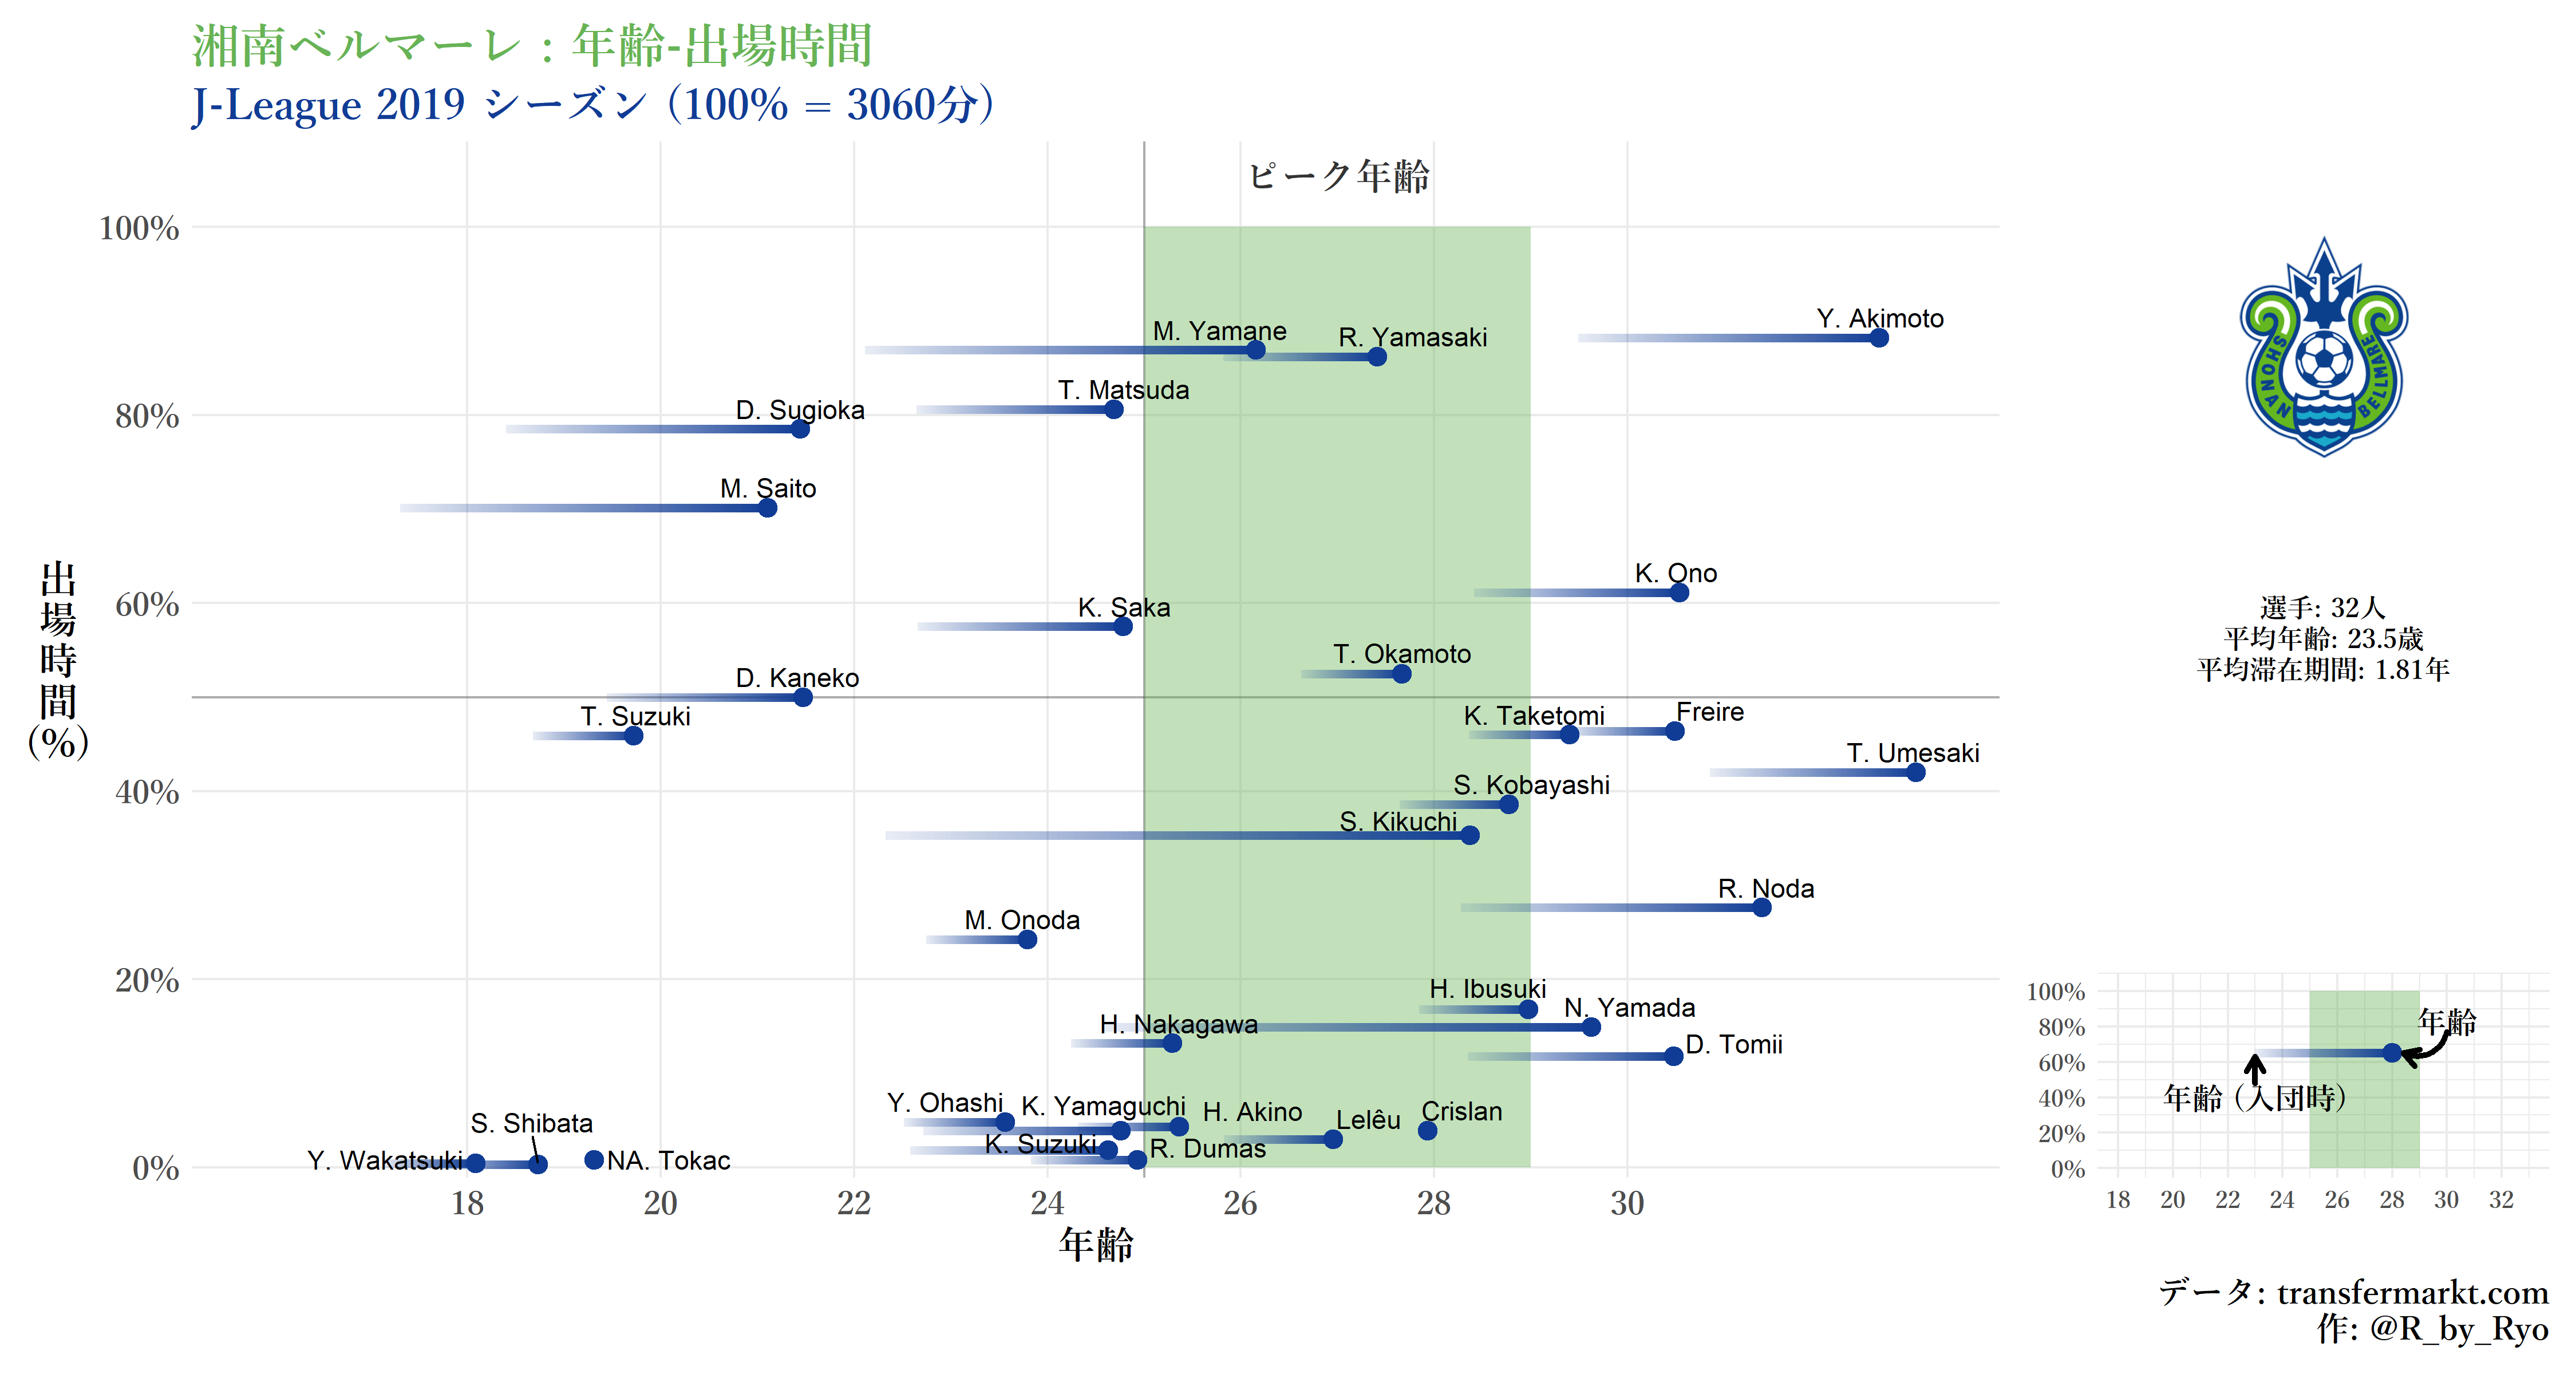 湘南ベルマーレ : 年齢-出場時間
J-League 2019 シーズン (100% = 3060分)
ピーク年齢
100%
80%
60%
40%
20%
0%
出場時間(%)
M. Yamane
R. Yamasaki
Y. Akimoto
T. Matsuda
D. Sugioka
M. Saito
K. Ono
K. Saka
T. Okamoto
D. Kaneko
T. Suzuki
K. Taketomi
Freire
T. Umesaki
S. Kobayashi
S. Kikuchi
R. Noda
M. Onoda
H. Ibusuki
N. Yamada
H. Nakagawa
D. Tomii
Y. Ohashi
K. Yamaguchi
H. Akino
Lelêu
Crislan
S. Shibata
K. Suzuki
R. Dumas
Y. Wakatsuki
NA. Tokac
18
20
22
24
26
28
30
年齢
SHONAN
BELLMARE
選手: 32人
平均年齢: 23.5歳
平均滞在期間: 1.81年
100%
80%
60%
40%
20%
0%
年齢
年齢 (入団時)
18
20
22
24
26
28
30
32
データ: transfermarkt.com
作: @R_by_Ryo